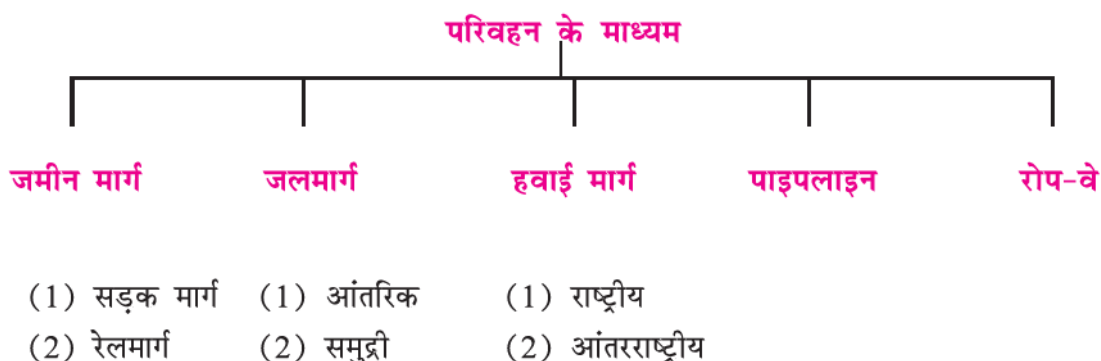 परिवहन के माध्यम
जमीन मार्ग जलमार्ग हवाई मार्ग पाइपलाइन रोप-वे
(1) सड़क मार्ग (1) आंतरिक (1) राष्ट्रीय
(2) रेलमार्ग (2) समुद्री (2) आंतरराष्ट्रीय